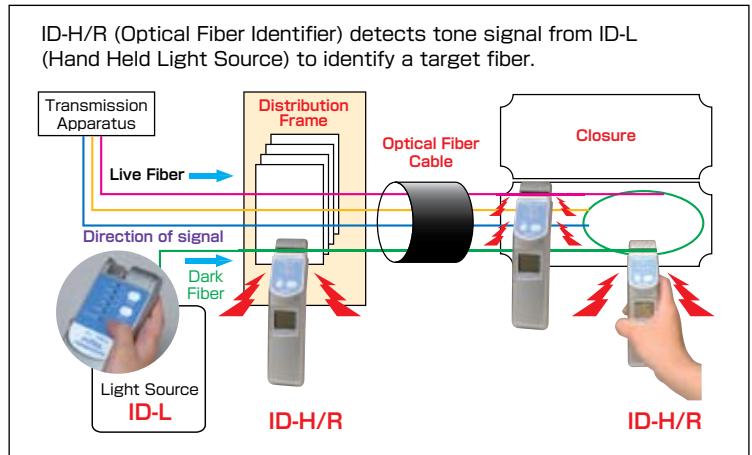 ID-H/R (Optical Fiber Identifier) detects tone signal from ID-L
(Hand Held Light Source) to identify a target fiber.
Transmission
Apparatus
Distribution
Frame
Optical Fiber
Cable
Closure
Live Fiber
Direction of signal
Dark
Fiber
Light Source
ID-L
ID-H/R
ID-H/R